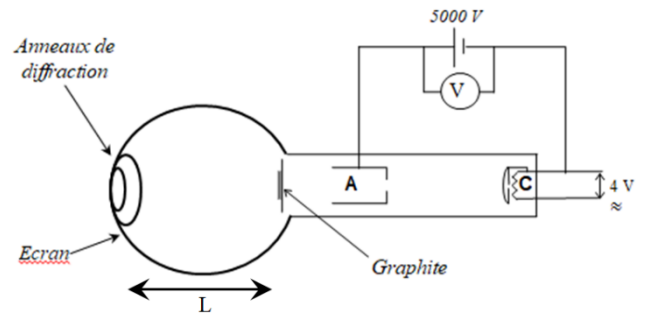 5000 V
Anneaux de
diffraction
V
A
C
4 V
≈
Ecran
Graphite
L